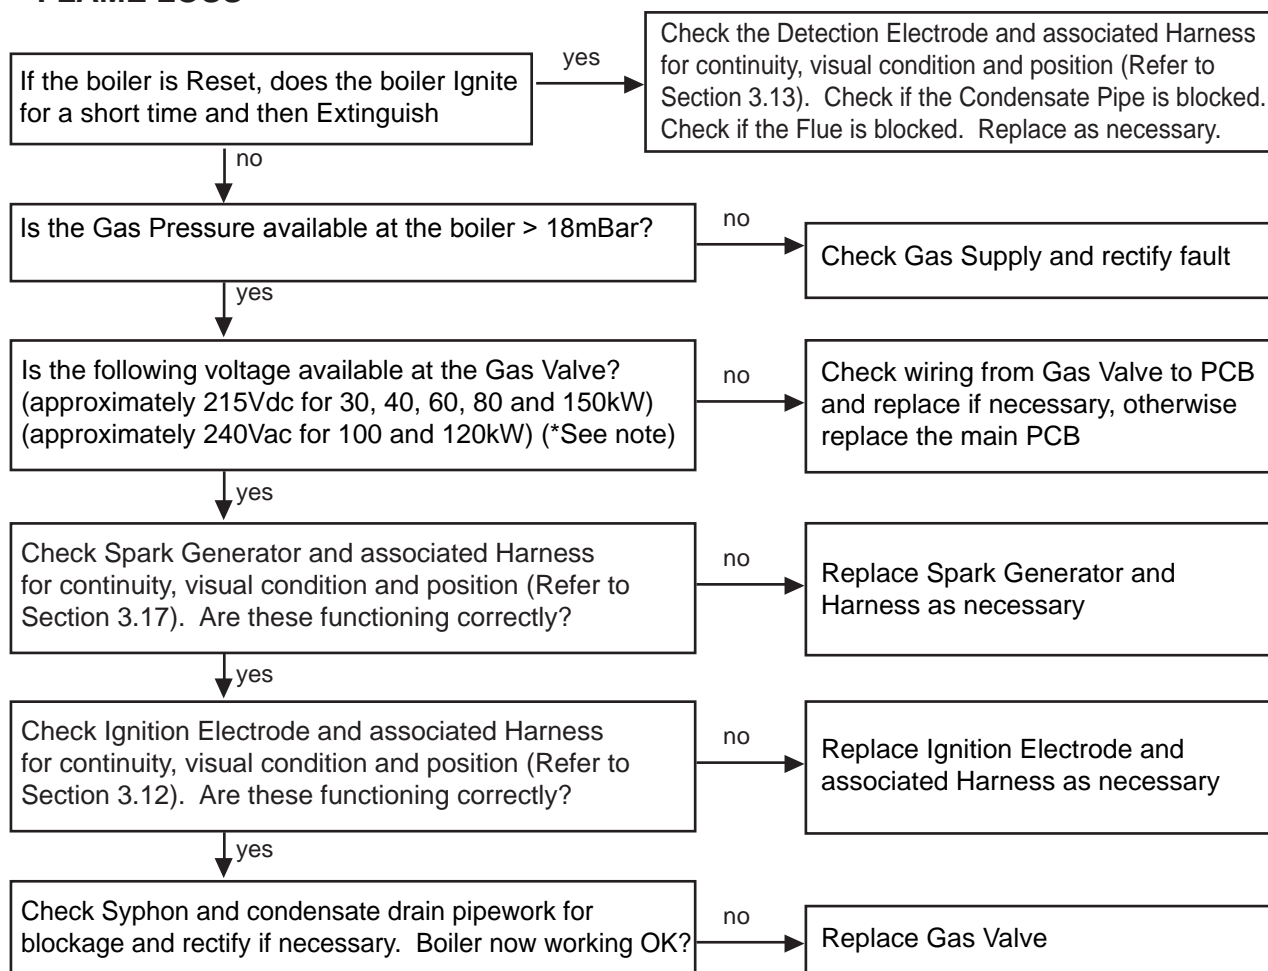 If the boiler is Reset, does the boiler Ignite
for a short time and then Extinguish
yes
Check the Detection Electrode and associated Harness
for continuity, visual condition and position (Refer to
Section 3.13).  Check if the Condensate Pipe is blocked.
Check if the Flue is blocked.  Replace as necessary.
no
Is the Gas Pressure available at the boiler > 18mBar?
no
Check Gas Supply and rectify fault
yes
Is the following voltage available at the Gas Valve?
(approximately 215Vdc for 30, 40, 60, 80 and 150kW)
(approximately 240Vac for 100 and 120kW) (*See note)
no
Check wiring from Gas Valve to PCB
and replace if necessary, otherwise
replace the main PCB
yes
Check Spark Generator and associated Harness
for continuity, visual condition and position (Refer to
Section 3.17).  Are these functioning correctly?
no
Replace Spark Generator and
Harness as necessary
yes
Check Ignition Electrode and associated Harness
for continuity, visual condition and position (Refer to
Section 3.12).  Are these functioning correctly?
no
Replace Ignition Electrode and
associated Harness as necessary
yes
Check Syphon and condensate drain pipework for
blockage and rectify if necessary.  Boiler now working OK?
no
Replace Gas Valve